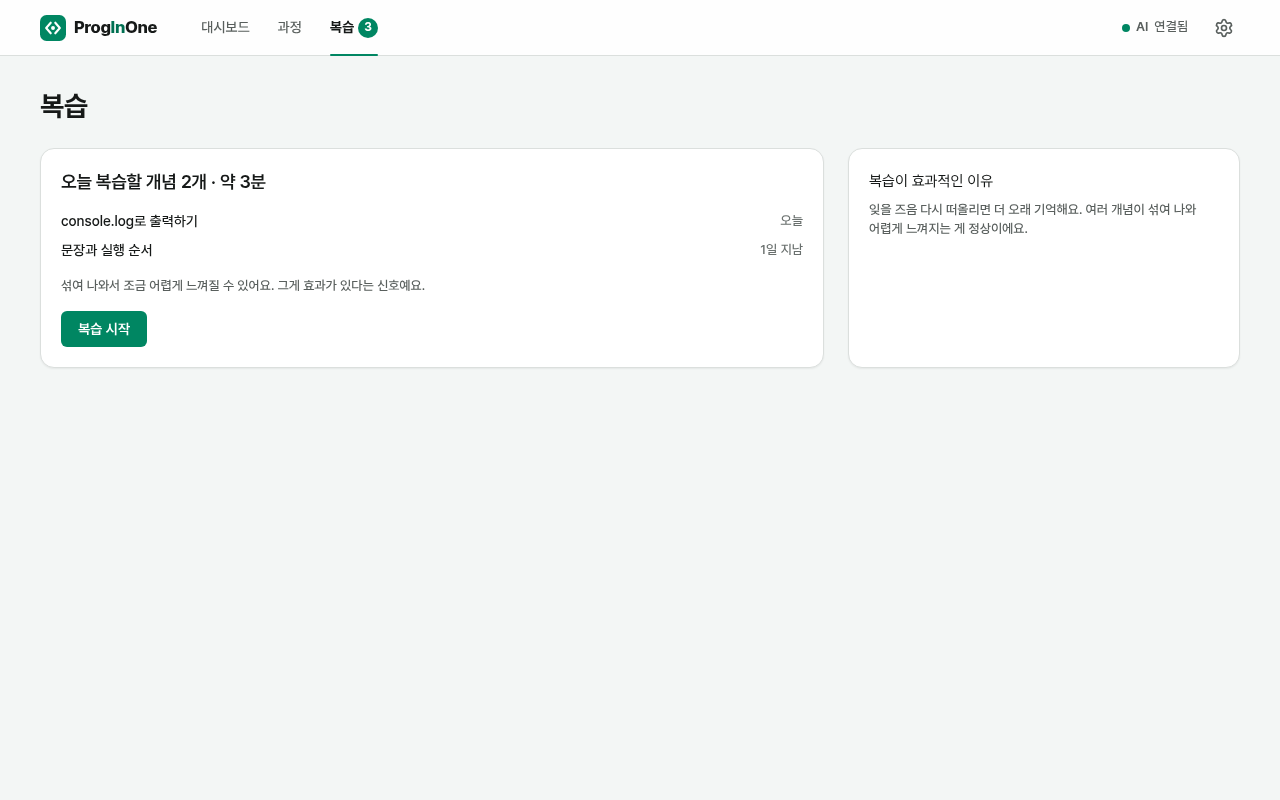 ProgInOne
대시보드
과정
복습 3
AI 연결됨
복습
오늘 복습할 개념 2개 · 약 3분
console.log로 출력하기
오늘
문장과 실행 순서
1일 지남
섞여 나와서 조금 어렵게 느껴질 수 있어요. 그게 효과가 있다는 신호예요.
복습 시작
복습이 효과적인 이유
잊을 즈음 다시 떠올리면 더 오래 기억해요. 여러 개념이 섞여 나와
어렵게 느껴지는 게 정상이에요.